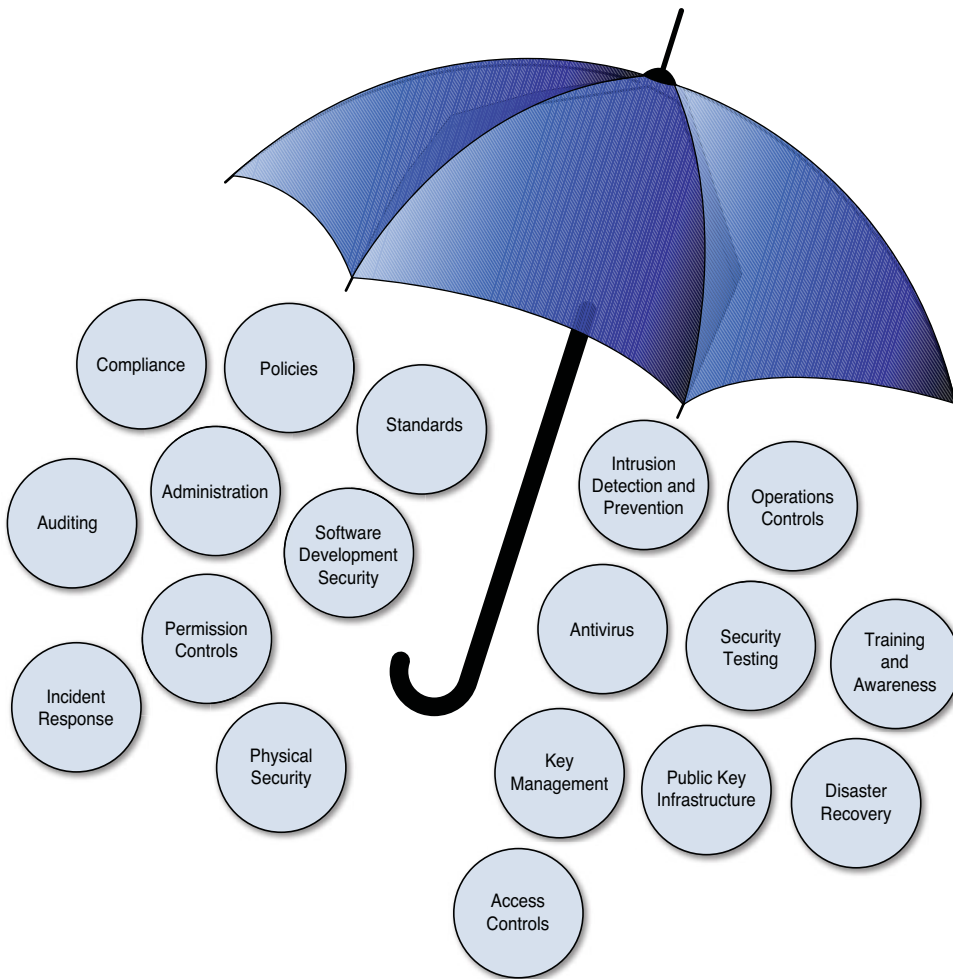 Compliance
Policies
Standards
Auditing
Administration
Software
Development
Security
Permission
Controls
Incident
Response
Physical
Security
Intrusion
Detection and
Prevention
Operations
Controls
Antivirus
Security
Testing
Training
and
Awareness
Key
Management
Public Key
Infrastructure
Disaster
Recovery
Access
Controls